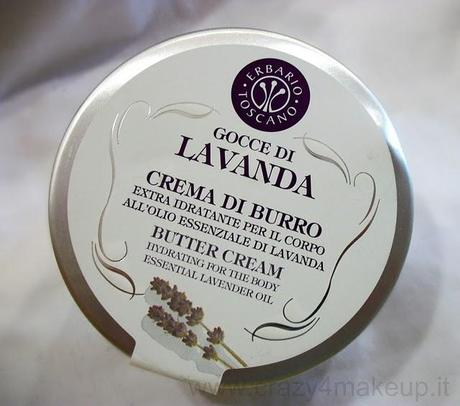 ERBARIO TOSCANO
GOCCE DI
LAVANDA
CREMA DI BURRO
EXTRA IDRATANTE PER IL CORPO
ALL'OLIO ESSENZIALE DI LAVANDA
BUTTER CREAM
HYDRATING FOR THE BODY
ESSENTIAL LAVENDER OIL
www.crazy4makeup.it